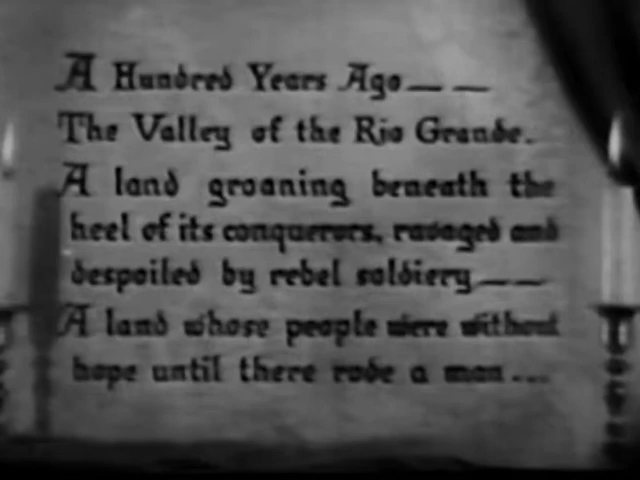 A Hundred Years Ago — —
The Valley of the Rio Grande.
A land groaning beneath the
heel of its conquerors, ravaged and
despoiled by rebel soldiery — —
A land whose people were without
hope until there rode a man ...